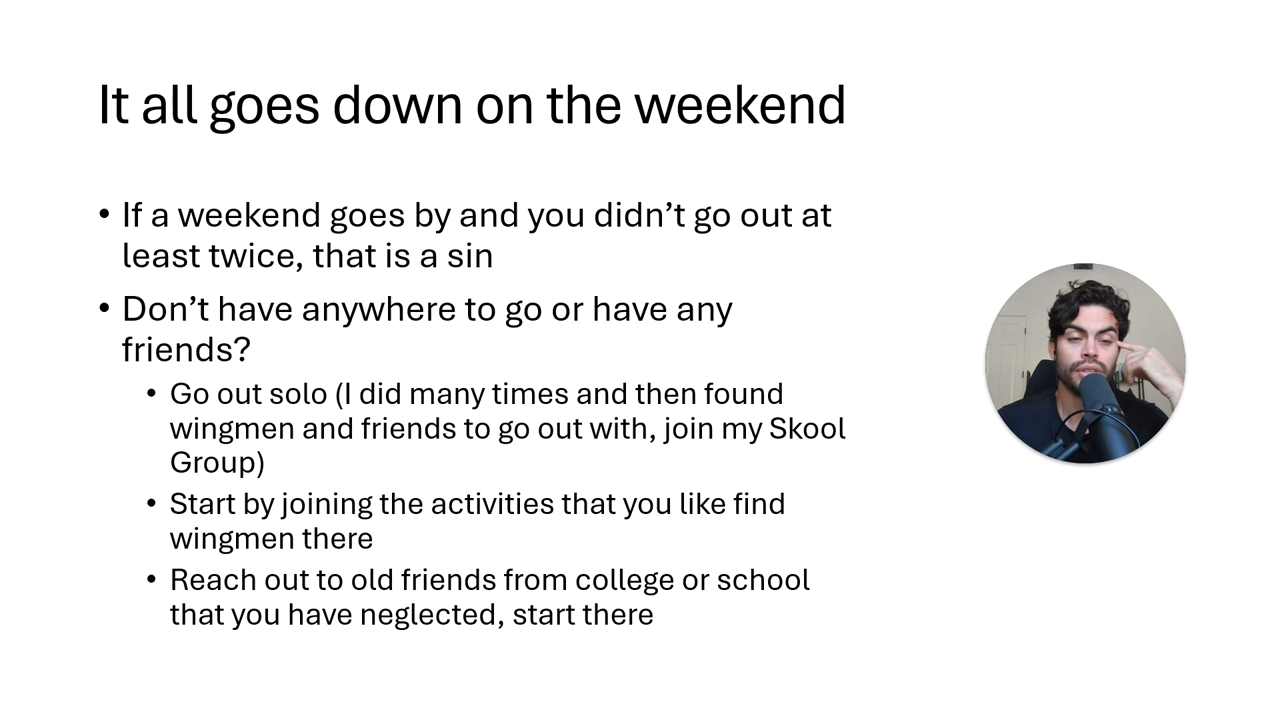 It all goes down on the weekend
• If a weekend goes by and you didn’t go out at
least twice, that is a sin
• Don’t have anywhere to go or have any
friends?
• Go out solo (I did many times and then found
wingmen and friends to go out with, join my Skool
Group)
• Start by joining the activities that you like find
wingmen there
• Reach out to old friends from college or school
that you have neglected, start there